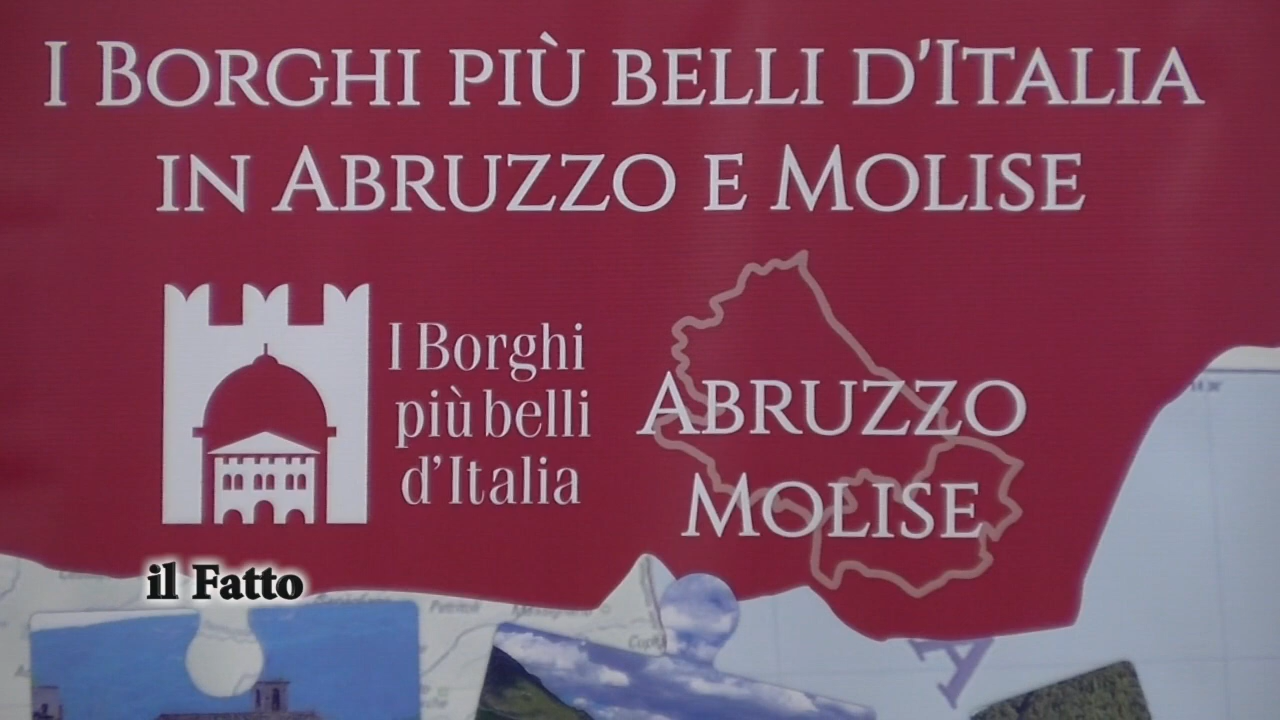 I BORGHI PIÙ BELLI D'ITALIA
IN ABRUZZO E MOLISE
I Borghi
più belli
d'Italia
ABRUZZO
MOLISE
il Fatto